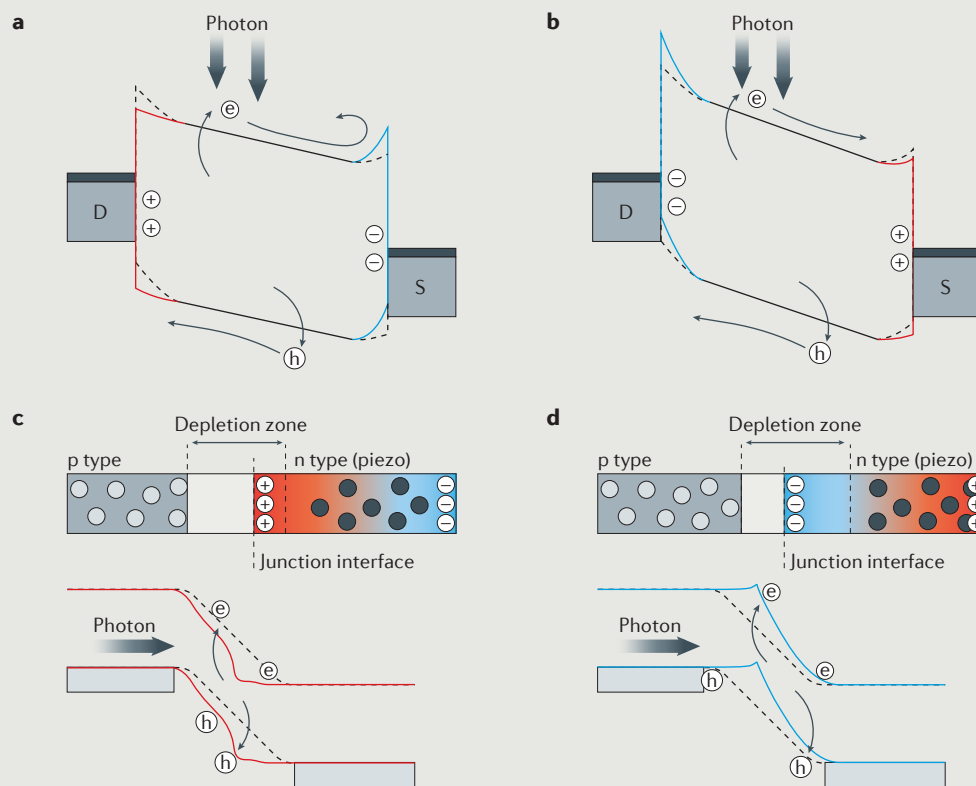 a
Photon
e
+
+
D
−
−
S
h
b
Photon
e
−
−
D
+
+
S
h
c
Depletion zone
p type
n type (piezo)
+
+
+
−
−
−
Junction interface
e
Photon
e
h
h
d
Depletion zone
p type
n type (piezo)
−
−
−
+
+
+
Junction interface
e
Photon
e
h
h